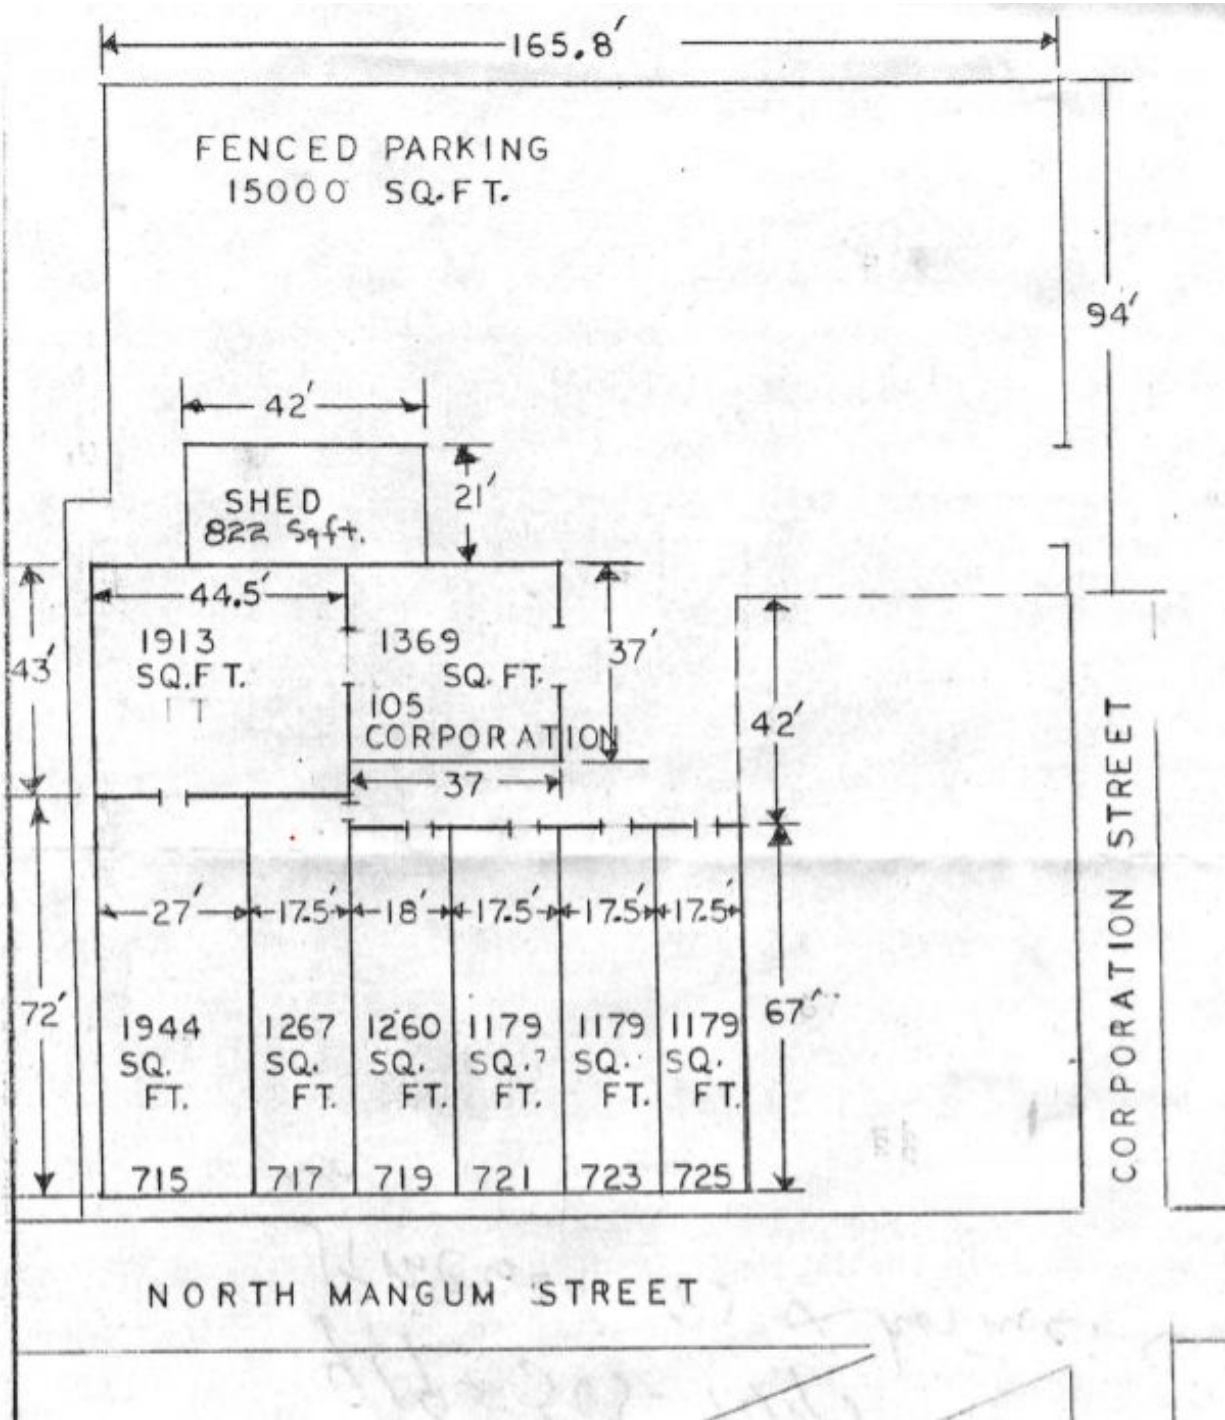 165.8'
FENCED PARKING
15000 SQ.FT.
94'
42'
21'
SHED
822 Sqft.
44.5'
43'
1913
SQ.FT.
1369
SQ. FT.
37'
105
CORPORATION
42'
37
27'
17.5'
18'
17.5'
17.5'
17.5'
72'
67'
1944
SQ.
FT.
1267
SQ.
FT.
1260
SQ.
FT.
1179
SQ.
FT.
1179
SQ.
FT.
1179
SQ.
FT.
715
717
719
721
723
725
CORPORATION STREET
NORTH MANGUM STREET